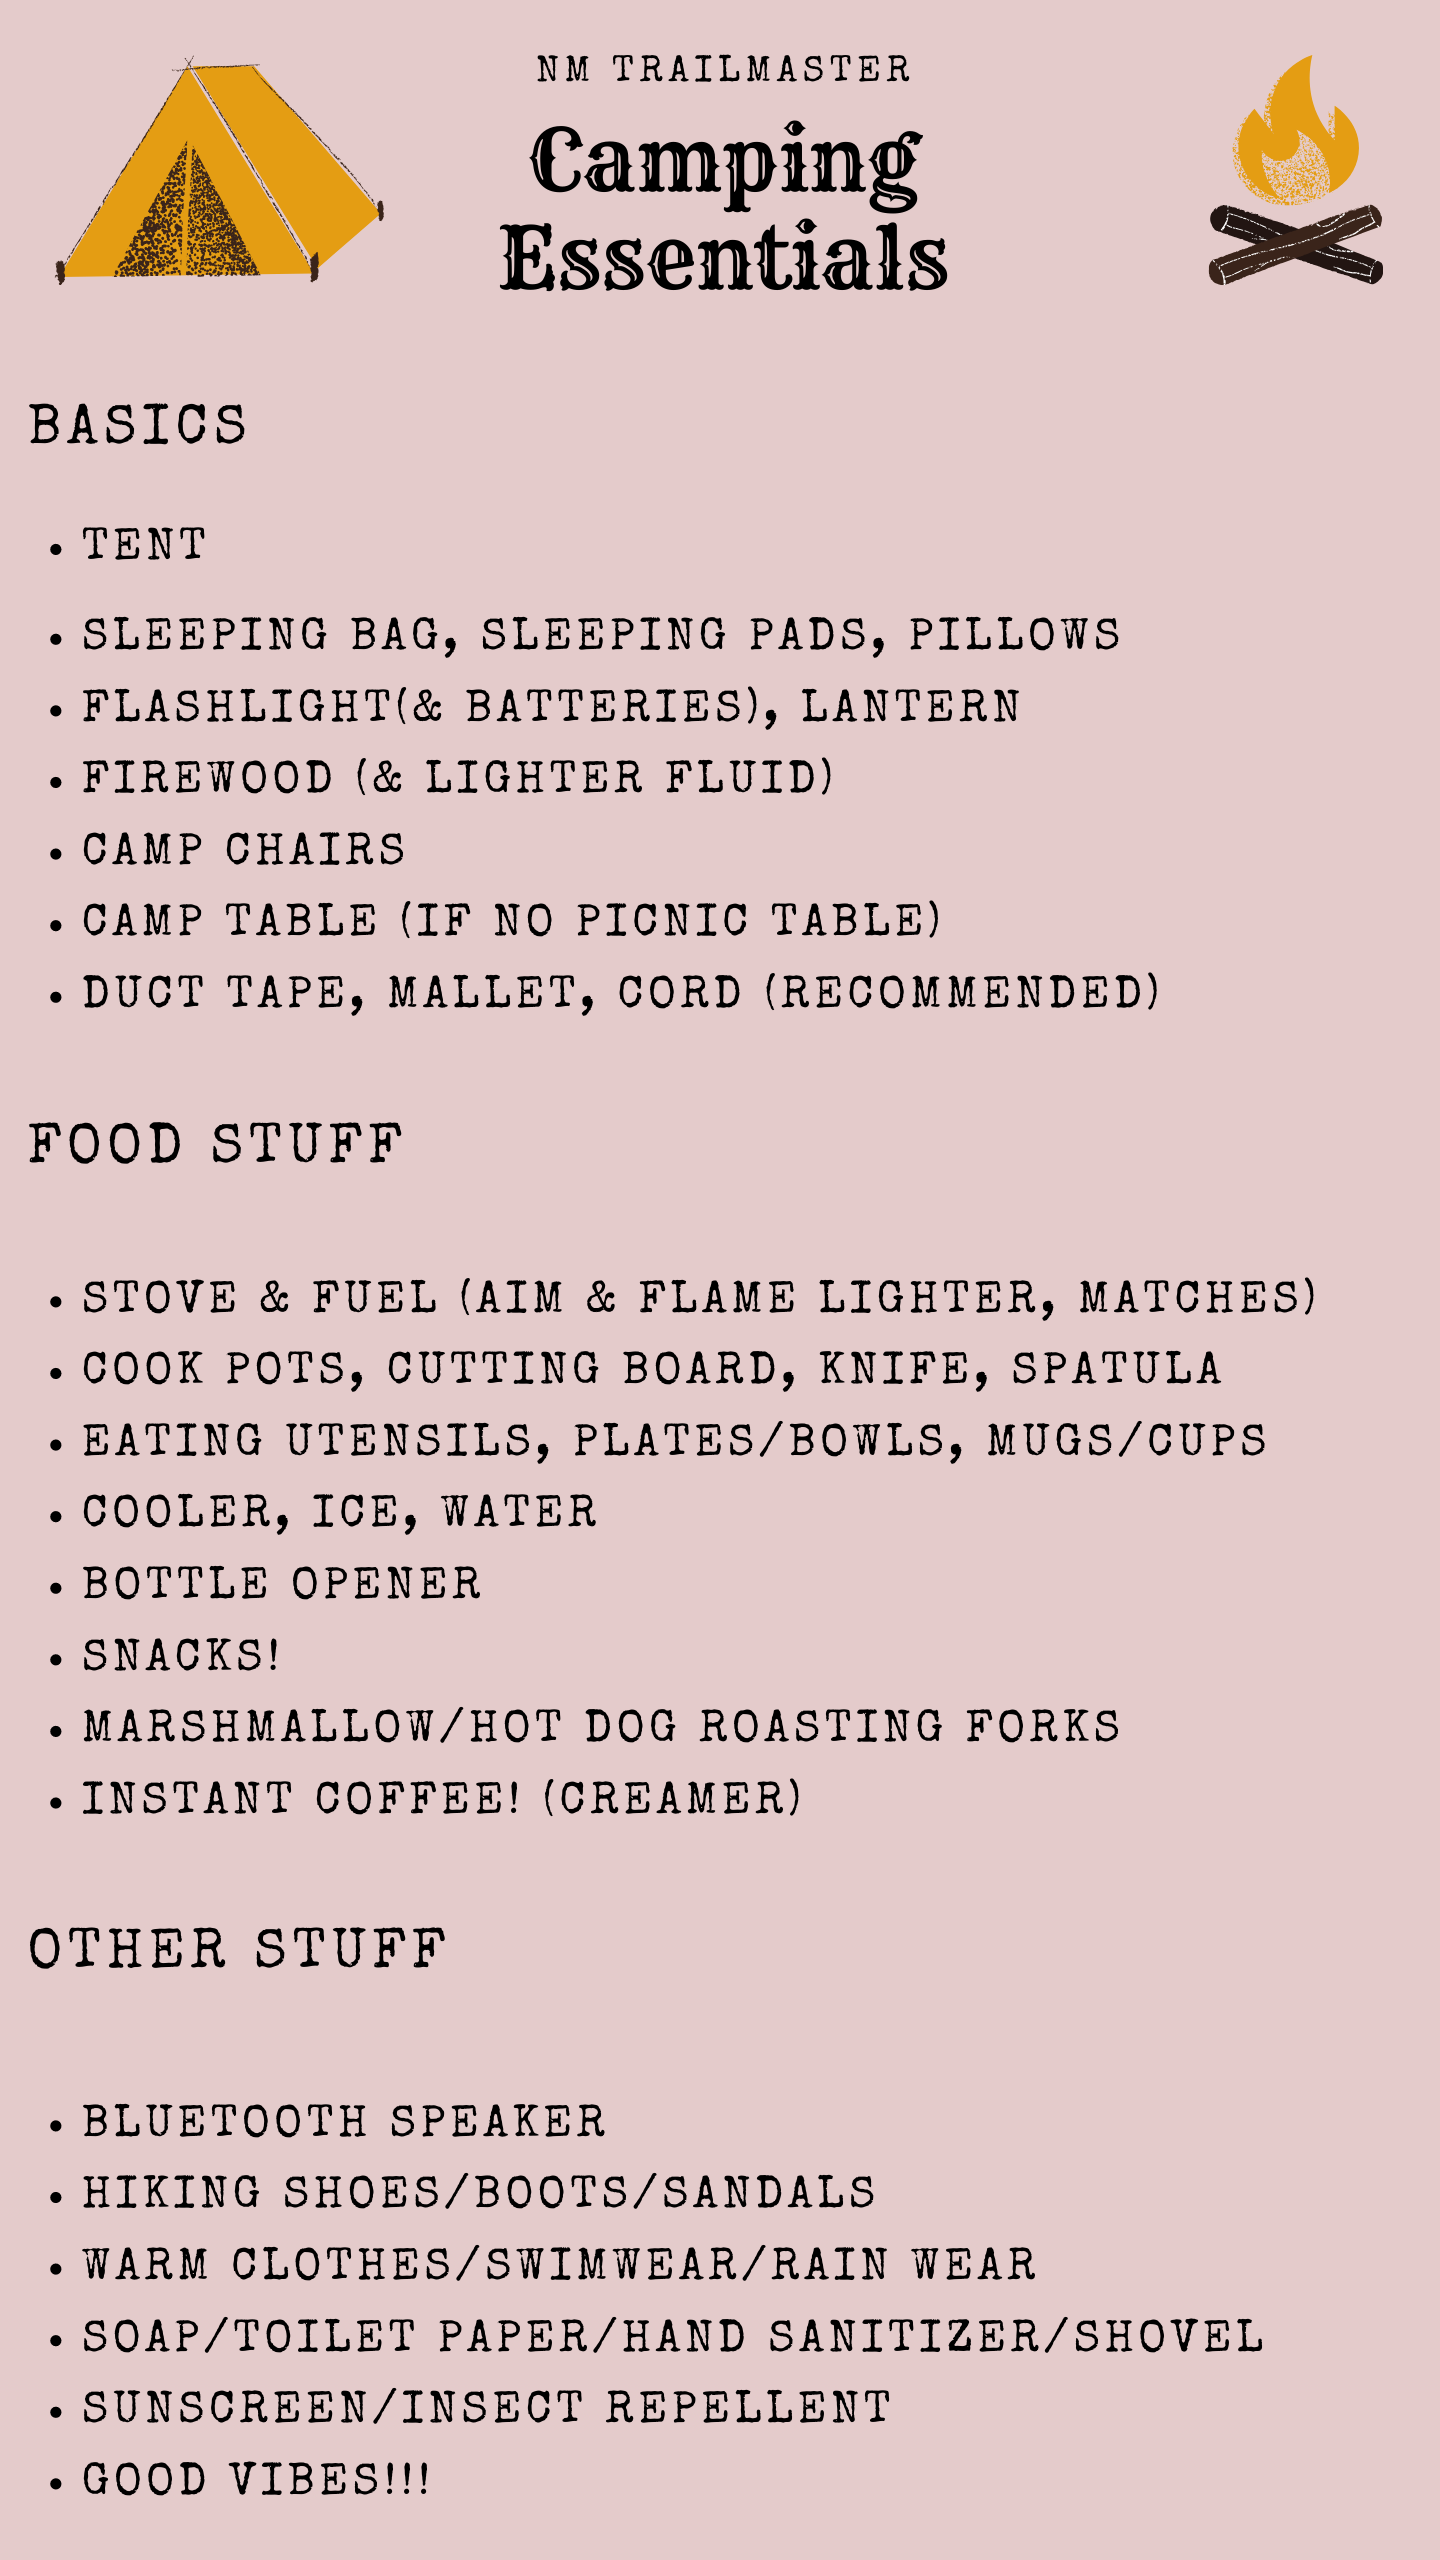 NM TRAILMASTER
Camping
Essentials
BASICS
• TENT
• SLEEPING BAG, SLEEPING PADS, PILLOWS
• FLASHLIGHT(& BATTERIES), LANTERN
• FIREWOOD (& LIGHTER FLUID)
• CAMP CHAIRS
• CAMP TABLE (IF NO PICNIC TABLE)
• DUCT TAPE, MALLET, CORD (RECOMMENDED)
FOOD STUFF
• STOVE & FUEL (AIM & FLAME LIGHTER, MATCHES)
• COOK POTS, CUTTING BOARD, KNIFE, SPATULA
• EATING UTENSILS, PLATES/BOWLS, MUGS/CUPS
• COOLER, ICE, WATER
• BOTTLE OPENER
• SNACKS!
• MARSHMALLOW/HOT DOG ROASTING FORKS
• INSTANT COFFEE! (CREAMER)
OTHER STUFF
• BLUETOOTH SPEAKER
• HIKING SHOES/BOOTS/SANDALS
• WARM CLOTHES/SWIMWEAR/RAIN WEAR
• SOAP/TOILET PAPER/HAND SANITIZER/SHOVEL
• SUNSCREEN/INSECT REPELLENT
• GOOD VIBES!!!